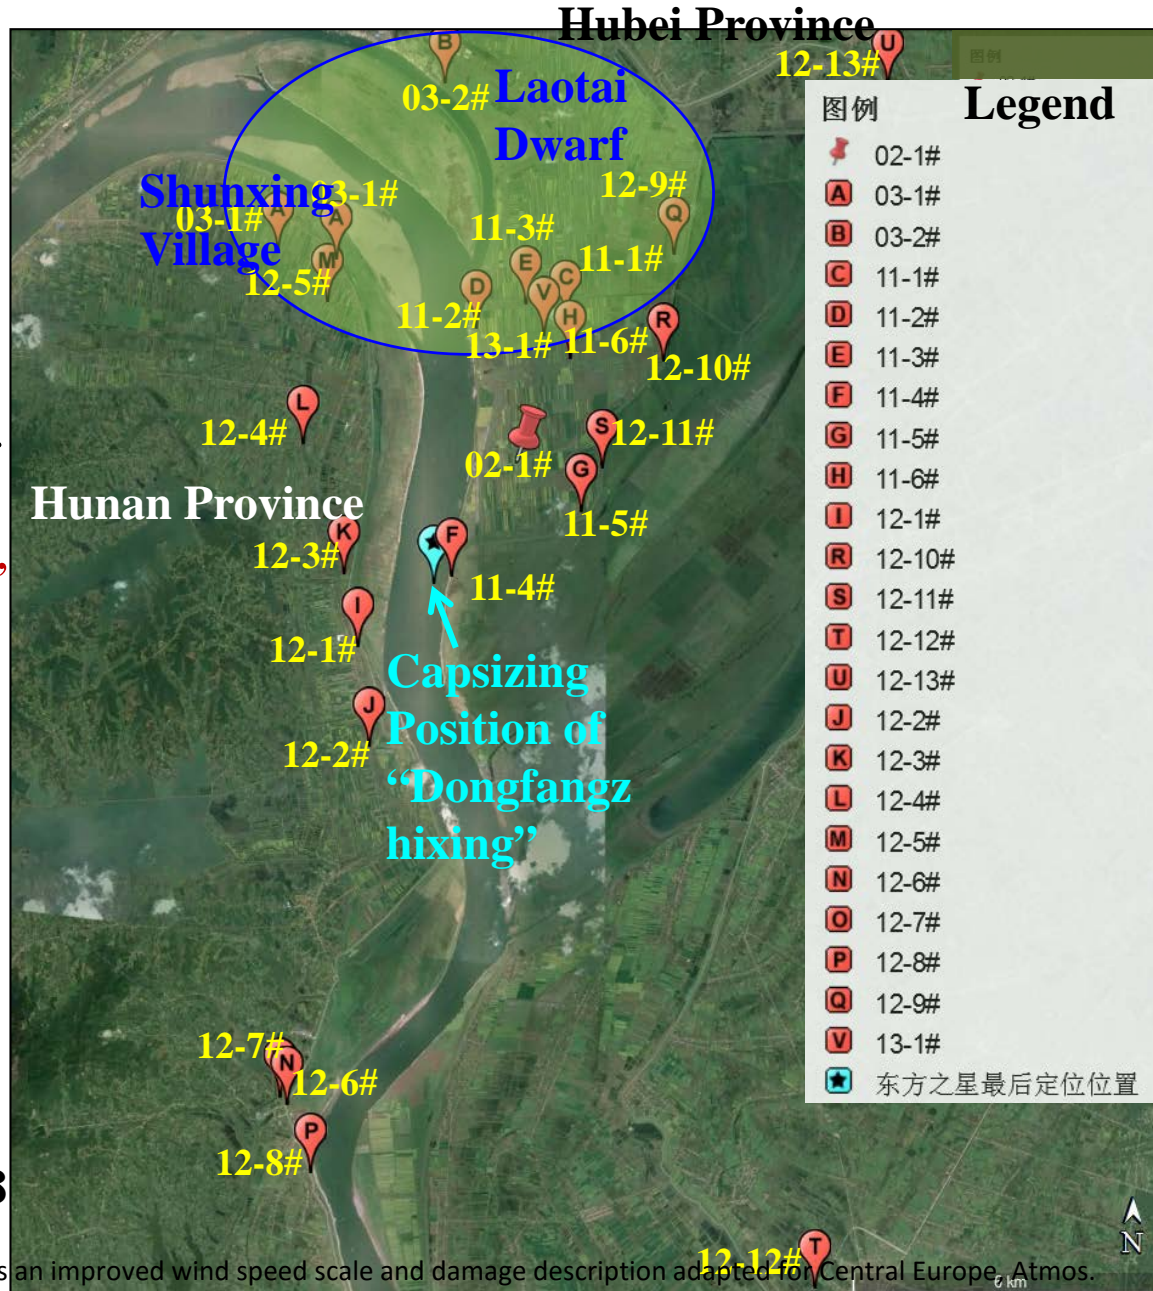 Hubei Province
U
12-13#
B
03-2#
Laotai
Dwarf
Shunxing
Village
03-1#
A
03-1#
A
M
12-5#
12-9#
Q
11-3#
E
11-1#
C
D
11-2#
V
13-1#
H
11-6#
R
12-10#
L
12-4#
02-1#
S
12-11#
G
11-5#
Hunan Province
K
12-3#
F
11-4#
I
12-1#
J
12-2#
Capsizing
Position of
“Dongfangz
hixing”
12-7#
N
12-6#
P
12-8#
T
12-12#
图例
图例
Legend
02-1#
A 03-1#
B 03-2#
C 11-1#
D 11-2#
E 11-3#
F 11-4#
G 11-5#
H 11-6#
I 12-1#
R 12-10#
S 12-11#
T 12-12#
U 12-13#
J 12-2#
K 12-3#
L 12-4#
M 12-5#
N 12-6#
O 12-7#
P 12-8#
Q 12-9#
V 13-1#
东方之星最后定位位置
N
6 km
s an improved wind speed scale and damage description adapted for Central Europe, Atmos.